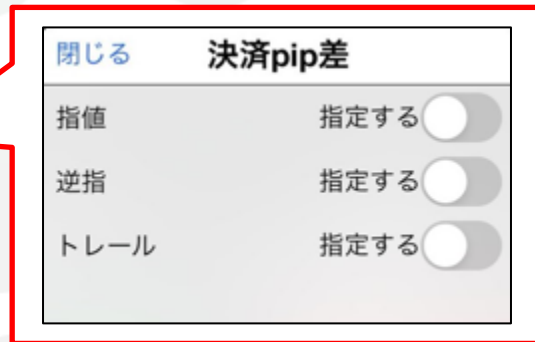 閉じる 決済pip差
指値 指定する
逆指 指定する
トレール 指定する